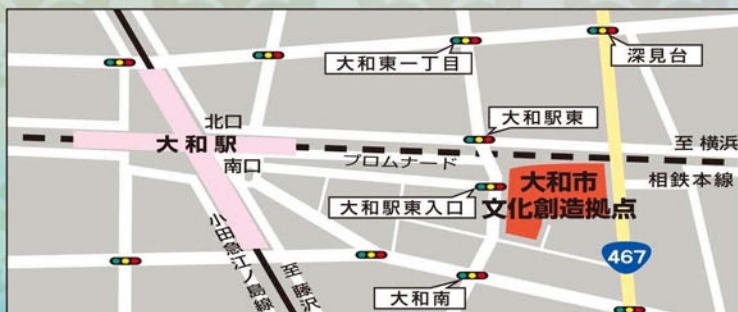 深見台
大和東一丁目
大和駅東
北口
大和駅
南口
至 横浜
プロムナード
相鉄本線
大和市
文化創造拠点
大和駅東入口
小田急江ノ島線
至 藤沢
467
大和南